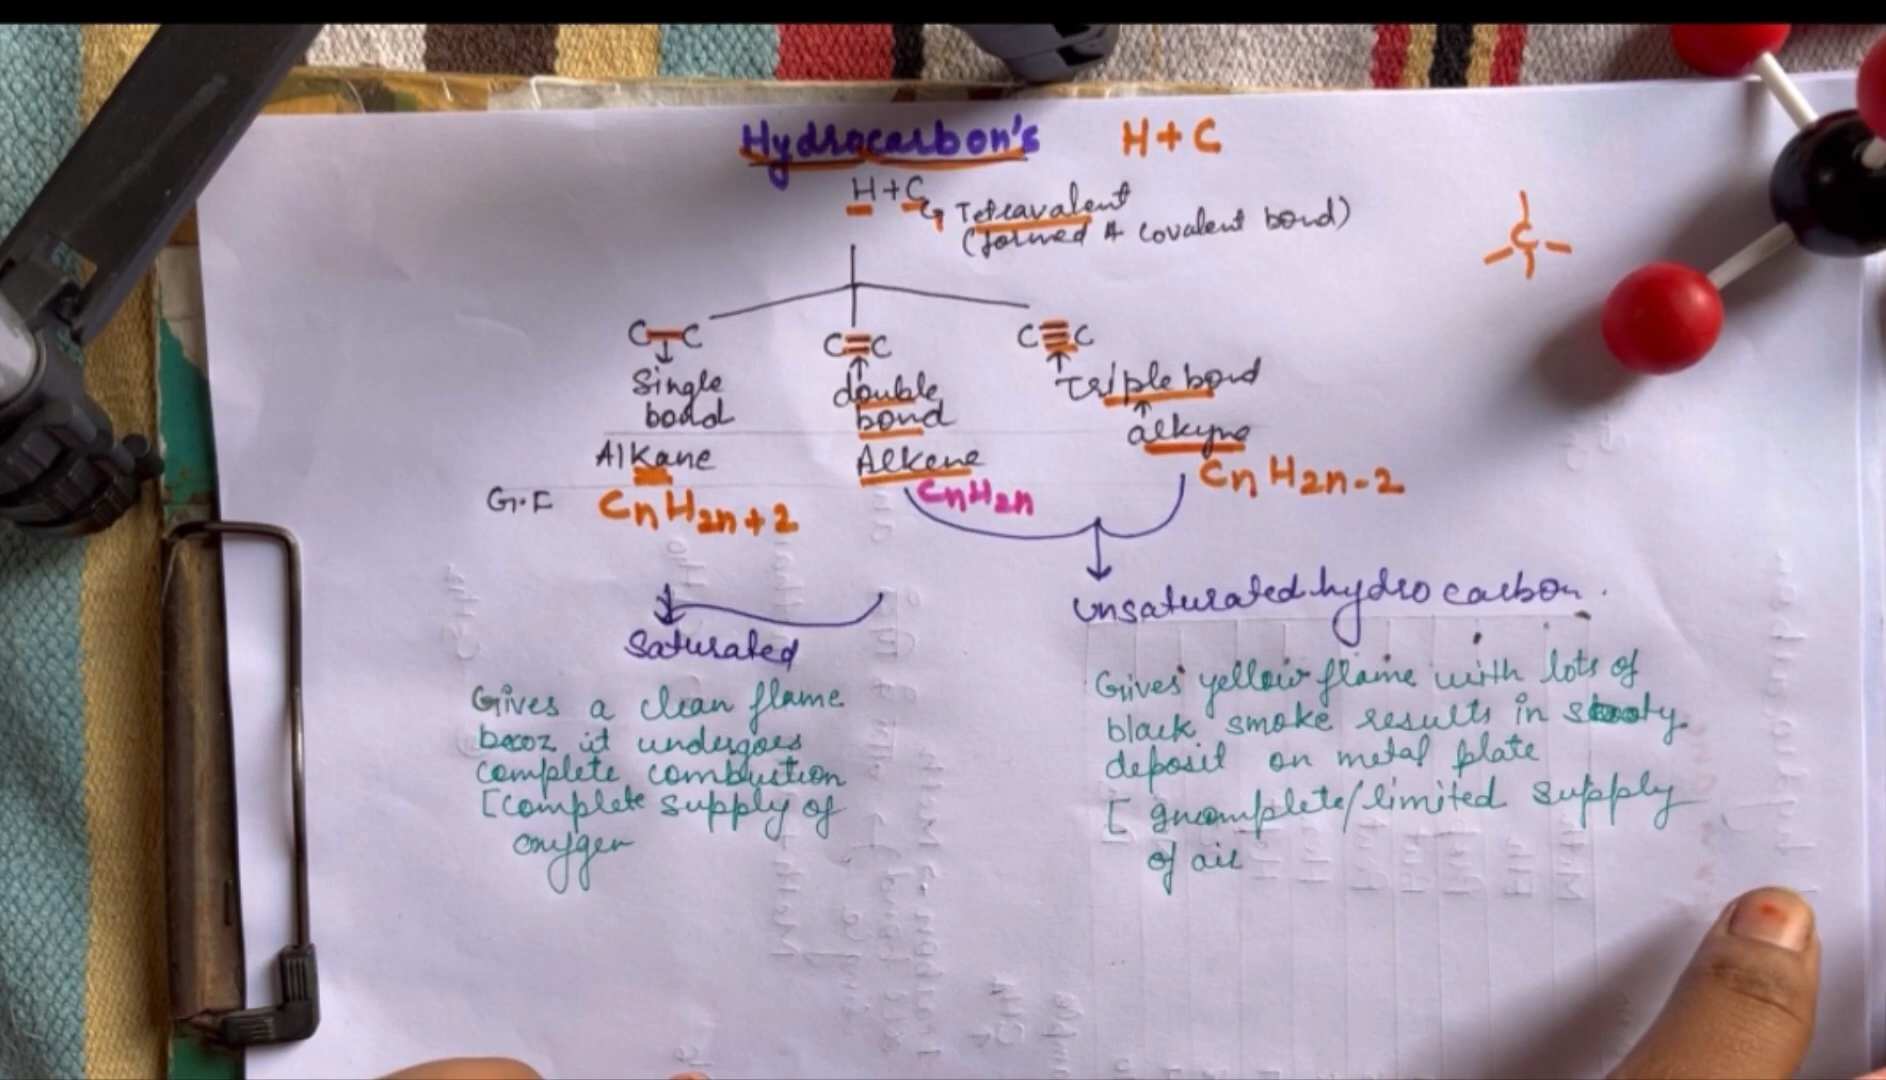 Hydrocarbon's H + C
H + C
Tetravalent
(formed 4 covalent bond)
C
C—C C=C C≡C
Single double Triple bond
bond bond alkyne
Alkane Alkene
G.F CnH2n+2 CnH2n CnH2n-2
Saturated unsaturated hydrocarbon.
Gives a clean flame
becoz it undergoes
complete combustion
[complete supply of
oxygen
Gives yellow flame with lots of
black smoke results in sooty
deposit on metal plate
[ Incomplete/limited supply
of air